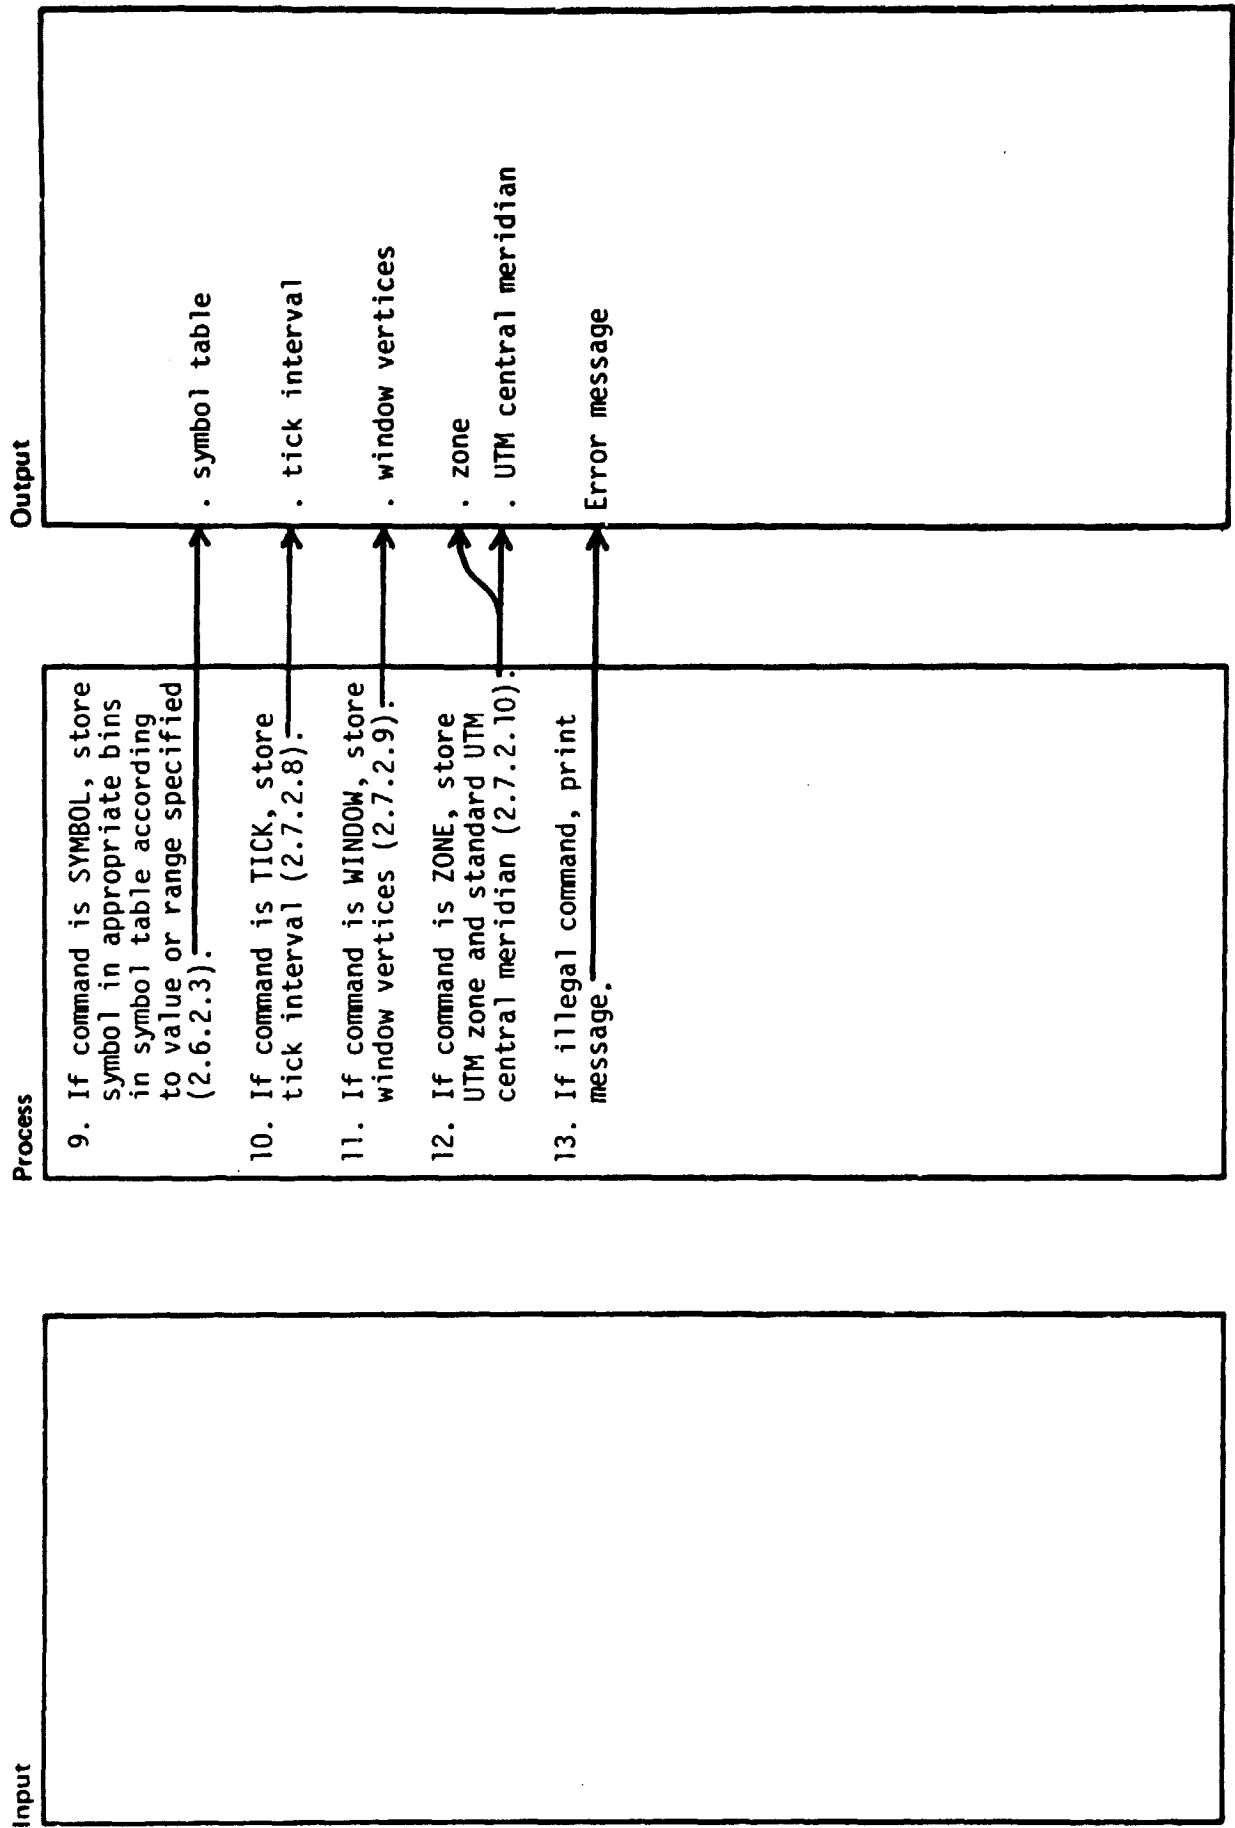 Input
Process
9. If command is SYMBOL, store
symbol in appropriate bins
in symbol table according
to value or range specified
(2.6.2.3).
10. If command is TICK, store
tick interval (2.7.2.8).
11. If command is WINDOW, store
window vertices (2.7.2.9).
12. If command is ZONE, store
UTM zone and standard UTM
central meridian (2.7.2.10).
13. If illegal command, print
message.
Output
. symbol table
. tick interval
. window vertices
. zone
. UTM central meridian
Error message